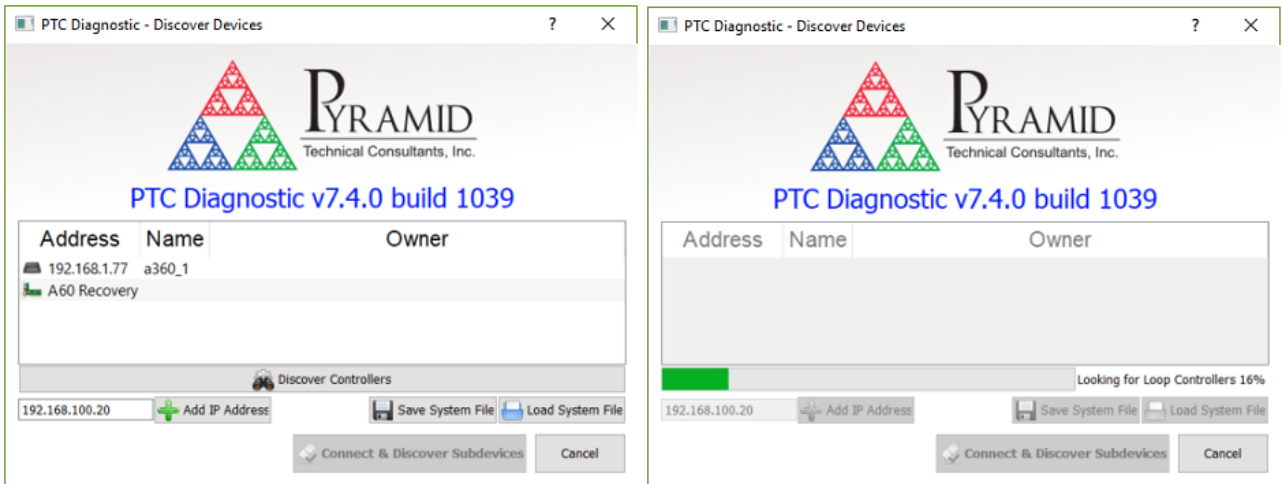 PTC Diagnostic - Discover Devices ? X
PYRAMID
Technical Consultants, Inc.
PTC Diagnostic v7.4.0 build 1039
Address Name Owner
192.168.1.77 a360_1
A60 Recovery
Discover Controllers
192.168.100.20 Add IP Address Save System File Load System File
Connect & Discover Subdevices Cancel
PTC Diagnostic - Discover Devices ? X
PYRAMID
Technical Consultants, Inc.
PTC Diagnostic v7.4.0 build 1039
Address Name Owner
Looking for Loop Controllers 16%
192.168.100.20 Add IP Address Save System File Load System File
Connect & Discover Subdevices Cancel